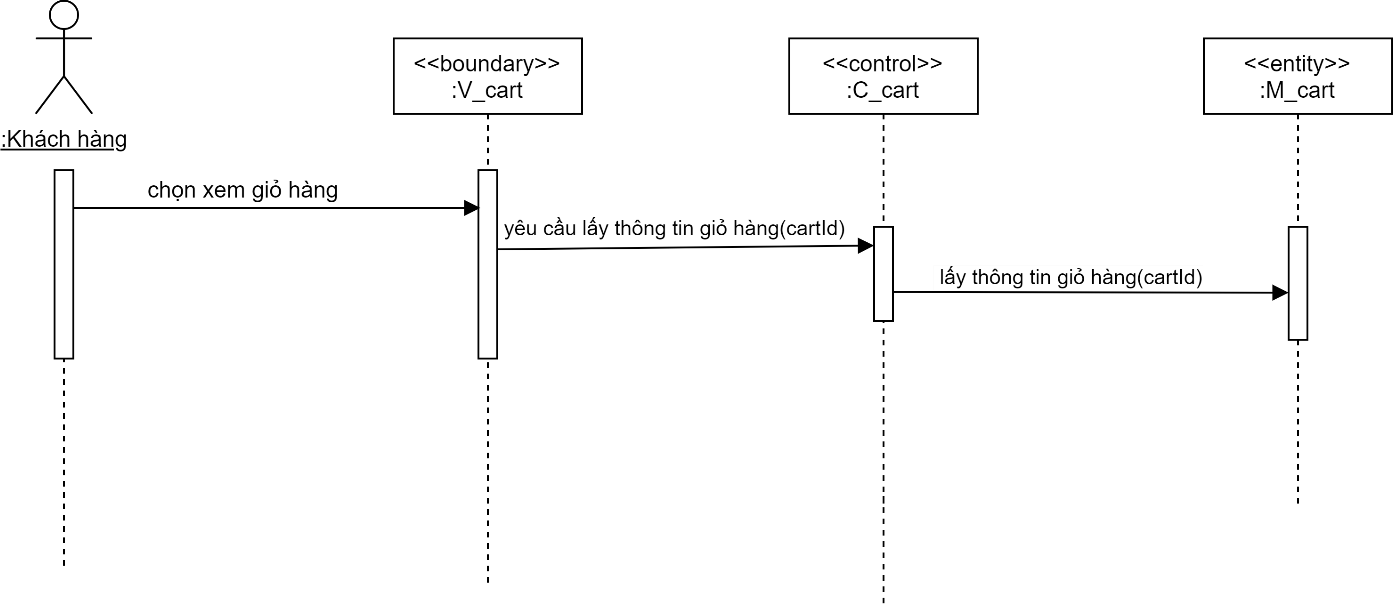 <<boundary>>
:V_cart
<<control>>
:C_cart
<<entity>>
:M_cart
:Khách hàng
chọn xem giỏ hàng
yêu cầu lấy thông tin giỏ hàng(cartId)
lấy thông tin giỏ hàng(cartId)